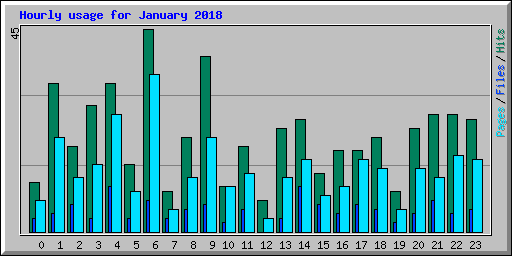 Hourly usage for January 2018
45
Pages/Files/Hits
0 1 2 3 4 5 6 7 8 9 10 11 12 13 14 15 16 17 18 19 20 21 22 23